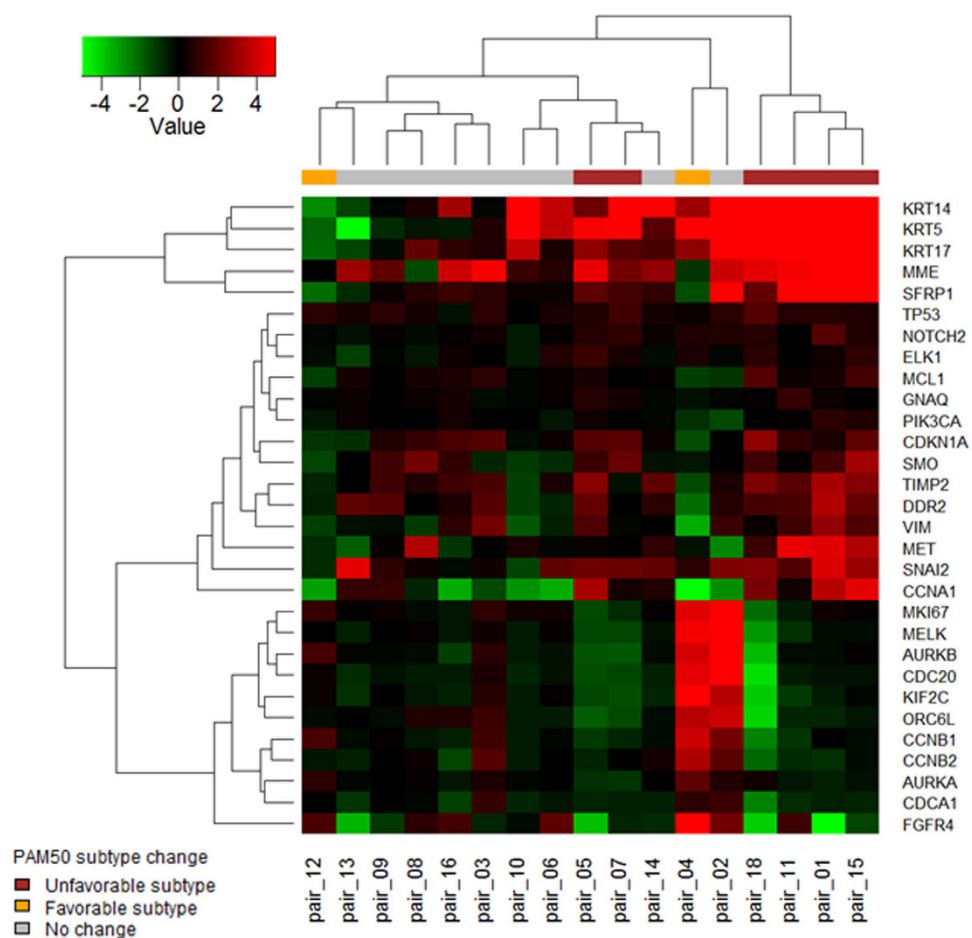 -4 -2 0 2 4
Value
KRT14
KRT5
KRT17
MME
SFRP1
TP53
NOTCH2
ELK1
MCL1
GNAQ
PIK3CA
CDKN1A
SMO
TIMP2
DDR2
VIM
MET
SNAI2
CCNA1
MKI67
MELK
AURKB
CDC20
KIF2C
ORC6L
CCNB1
CCNB2
AURKA
CDCA1
FGFR4
PAM50 subtype change
Unfavorable subtype
Favorable subtype
No change
pair_12
pair_13
pair_09
pair_08
pair_16
pair_03
pair_10
pair_06
pair_05
pair_07
pair_14
pair_04
pair_02
pair_18
pair_11
pair_01
pair_15